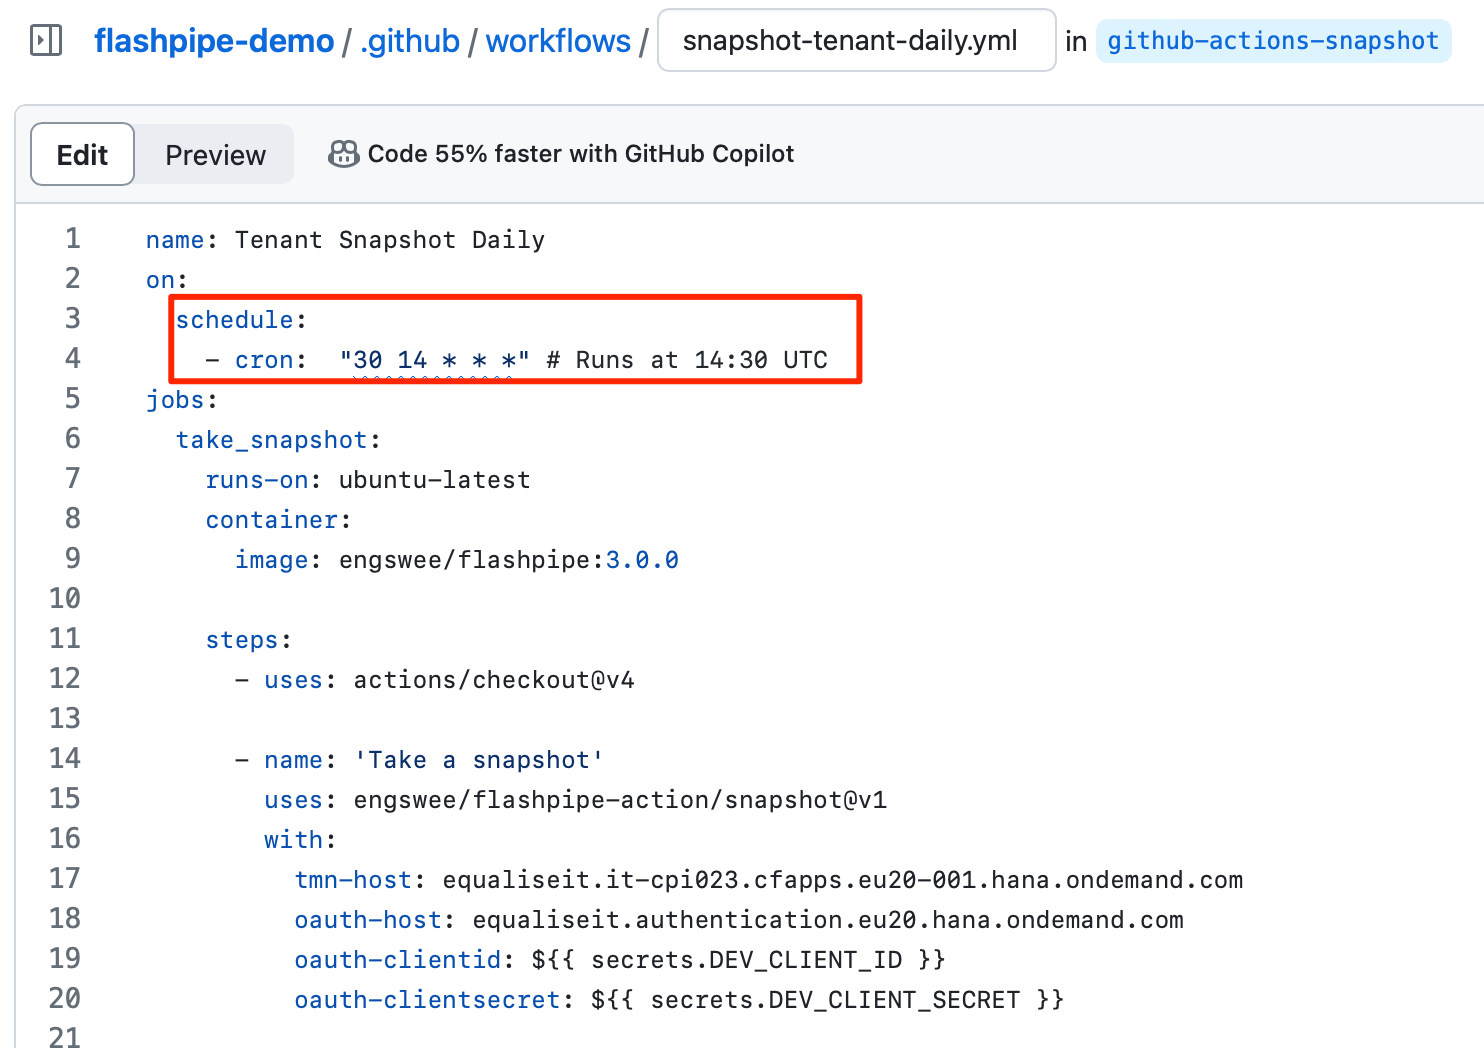 flashpipe-demo / .github / workflows / snapshot-tenant-daily.yml in github-actions-snapshot
Edit Preview Code 55% faster with GitHub Copilot
1 name: Tenant Snapshot Daily
2 on:
3 schedule:
4 - cron: "30 14 * * *" # Runs at 14:30 UTC
5 jobs:
6 take_snapshot:
7 runs-on: ubuntu-latest
8 container:
9 image: engswee/flashpipe:3.0.0
10
11 steps:
12 - uses: actions/checkout@v4
13
14 - name: 'Take a snapshot'
15 uses: engswee/flashpipe-action/snapshot@v1
16 with:
17 tmn-host: equaliseit.it-cpi023.cfapps.eu20-001.hana.ondemand.com
18 oauth-host: equaliseit.authentication.eu20.hana.ondemand.com
19 oauth-clientid: ${{ secrets.DEV_CLIENT_ID }}
20 oauth-clientsecret: ${{ secrets.DEV_CLIENT_SECRET }}
21